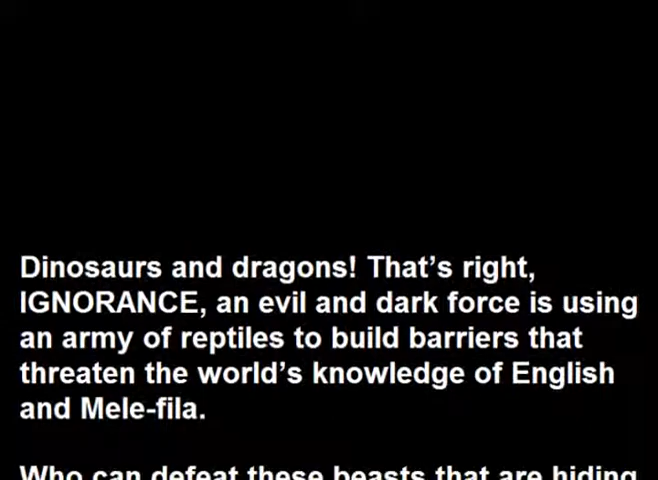 Dinosaurs and dragons! That’s right,
IGNORANCE, an evil and dark force is using
an army of reptiles to build barriers that
threaten the world’s knowledge of English
and Mele-fila.
Who can defeat these beasts that are hiding